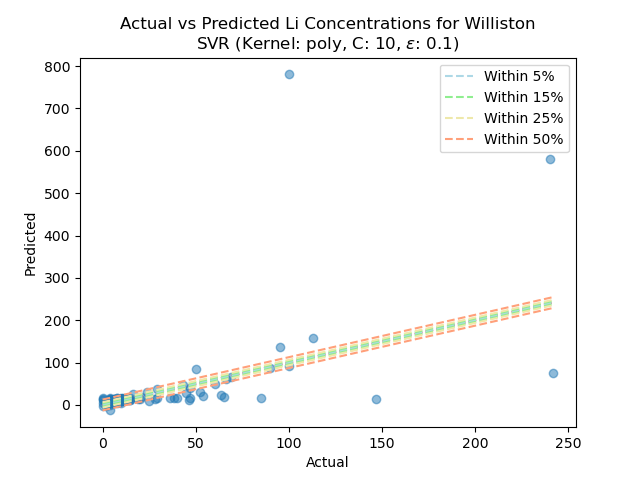 Actual vs Predicted Li Concentrations for Williston
SVR (Kernel: poly, C: 10, ε: 0.1)
Within 5%
Within 15%
Within 25%
Within 50%
800
700
600
500
400
300
200
100
0
Predicted
0 50 100 150 200 250
Actual